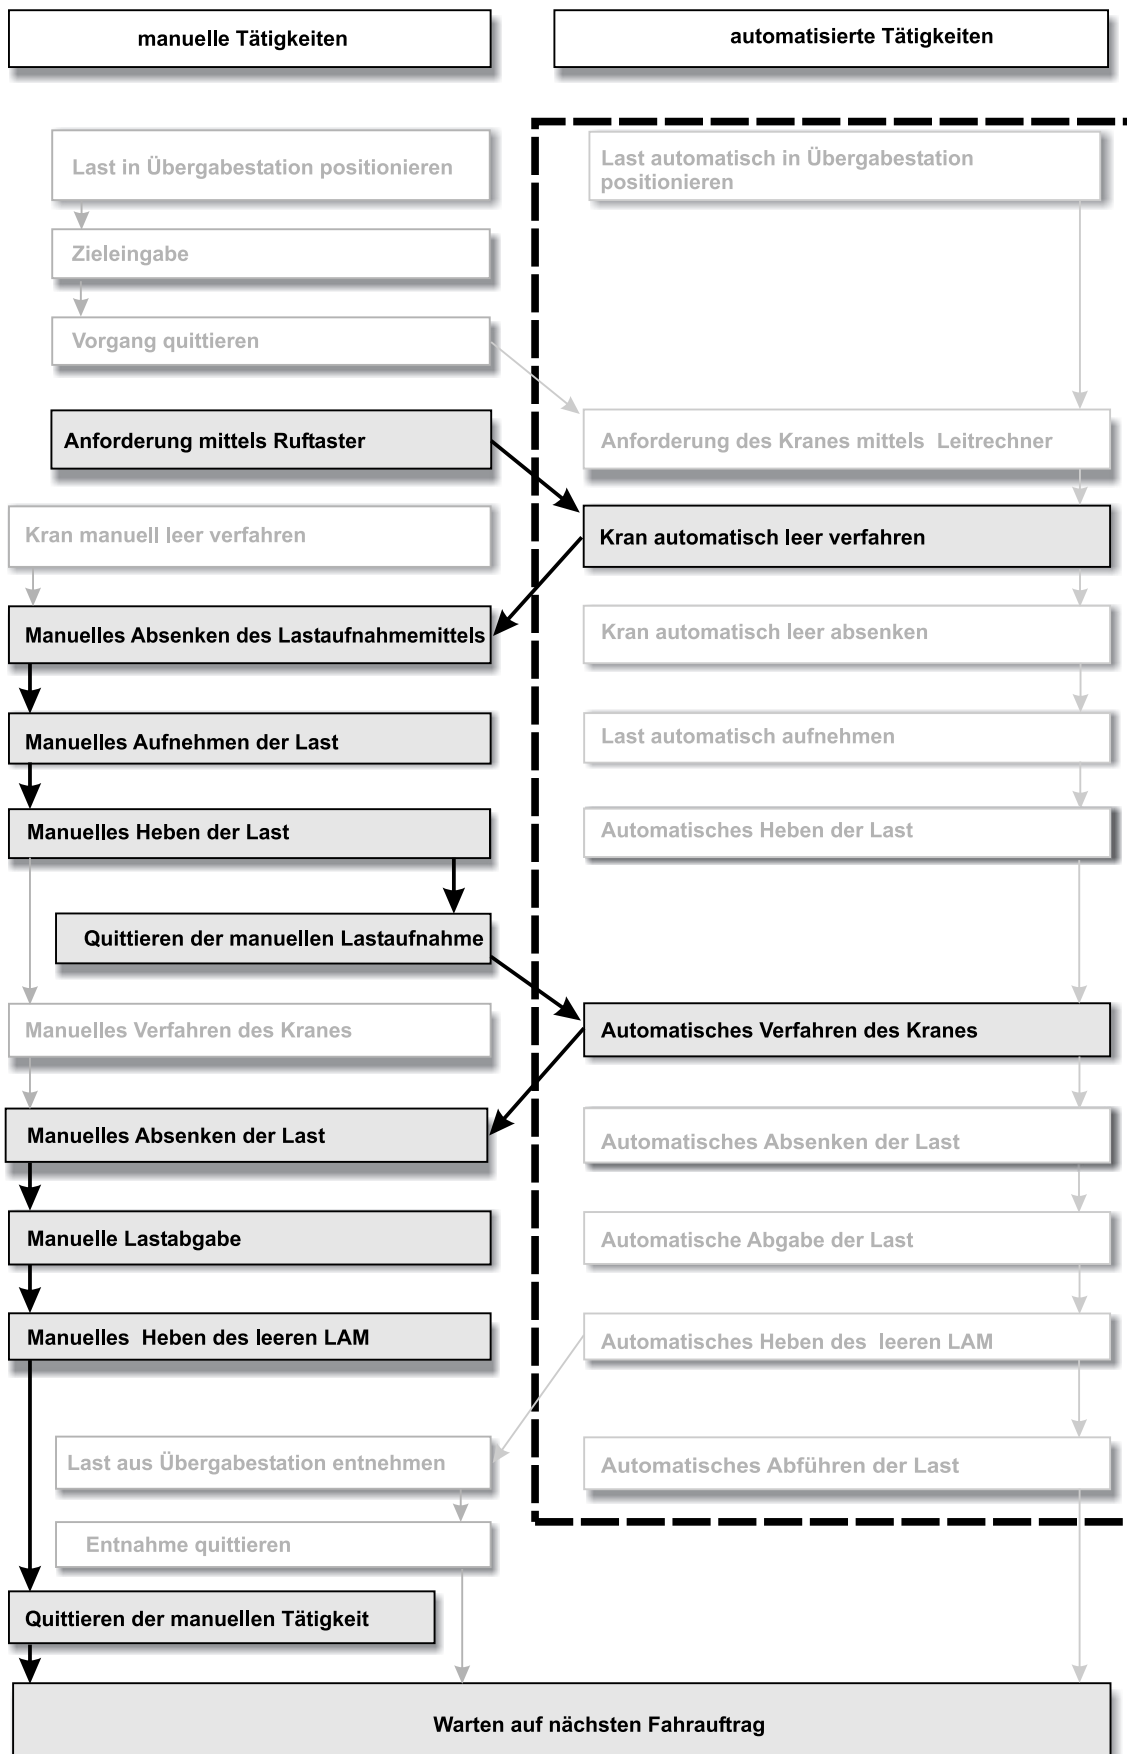 manuelle Tätigkeiten
automatisierte Tätigkeiten
Last in Übergabestation positionieren
Last automatisch in Übergabestation
positionieren
Zieleingabe
Vorgang quittieren
Anforderung mittels Ruftaster
Anforderung des Kranes mittels Leitrechner
Kran manuell leer verfahren
Kran automatisch leer verfahren
Manuelles Absenken des Lastaufnahmemittels
Kran automatisch leer absenken
Manuelles Aufnehmen der Last
Last automatisch aufnehmen
Manuelles Heben der Last
Automatisches Heben der Last
Quittieren der manuellen Lastaufnahme
Manuelles Verfahren des Kranes
Automatisches Verfahren des Kranes
Manuelles Absenken der Last
Automatisches Absenken der Last
Manuelle Lastabgabe
Automatische Abgabe der Last
Manuelles Heben des leeren LAM
Automatisches Heben des leeren LAM
Last aus Übergabestation entnehmen
Automatisches Abführen der Last
Entnahme quittieren
Quittieren der manuellen Tätigkeit
Warten auf nächsten Fahrauftrag